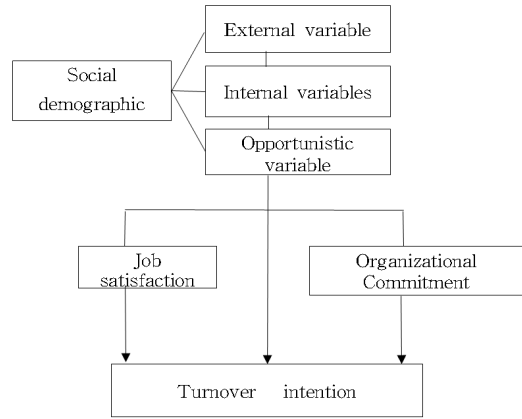 External variable
Social
demographic
Internal variables
Opportunistic
variable
Job
satisfaction
Organizational
Commitment
Turnover intention